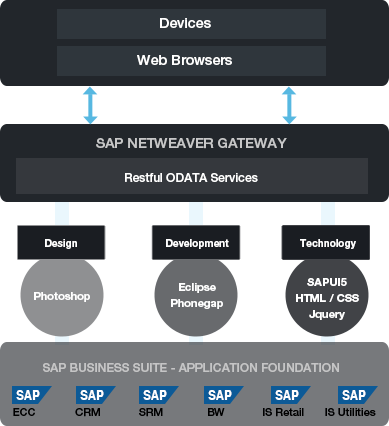 Devices
Web Browsers
SAP NETWEAVER GATEWAY
Restful ODATA Services
Design
Development
Technology
Photoshop
Eclipse
Phonegap
SAPUI5
HTML / CSS
Jquery
SAP BUSINESS SUITE - APPLICATION FOUNDATION
SAP SAP SAP SAP SAP SAP
ECC CRM SRM BW IS Retail IS Utilities